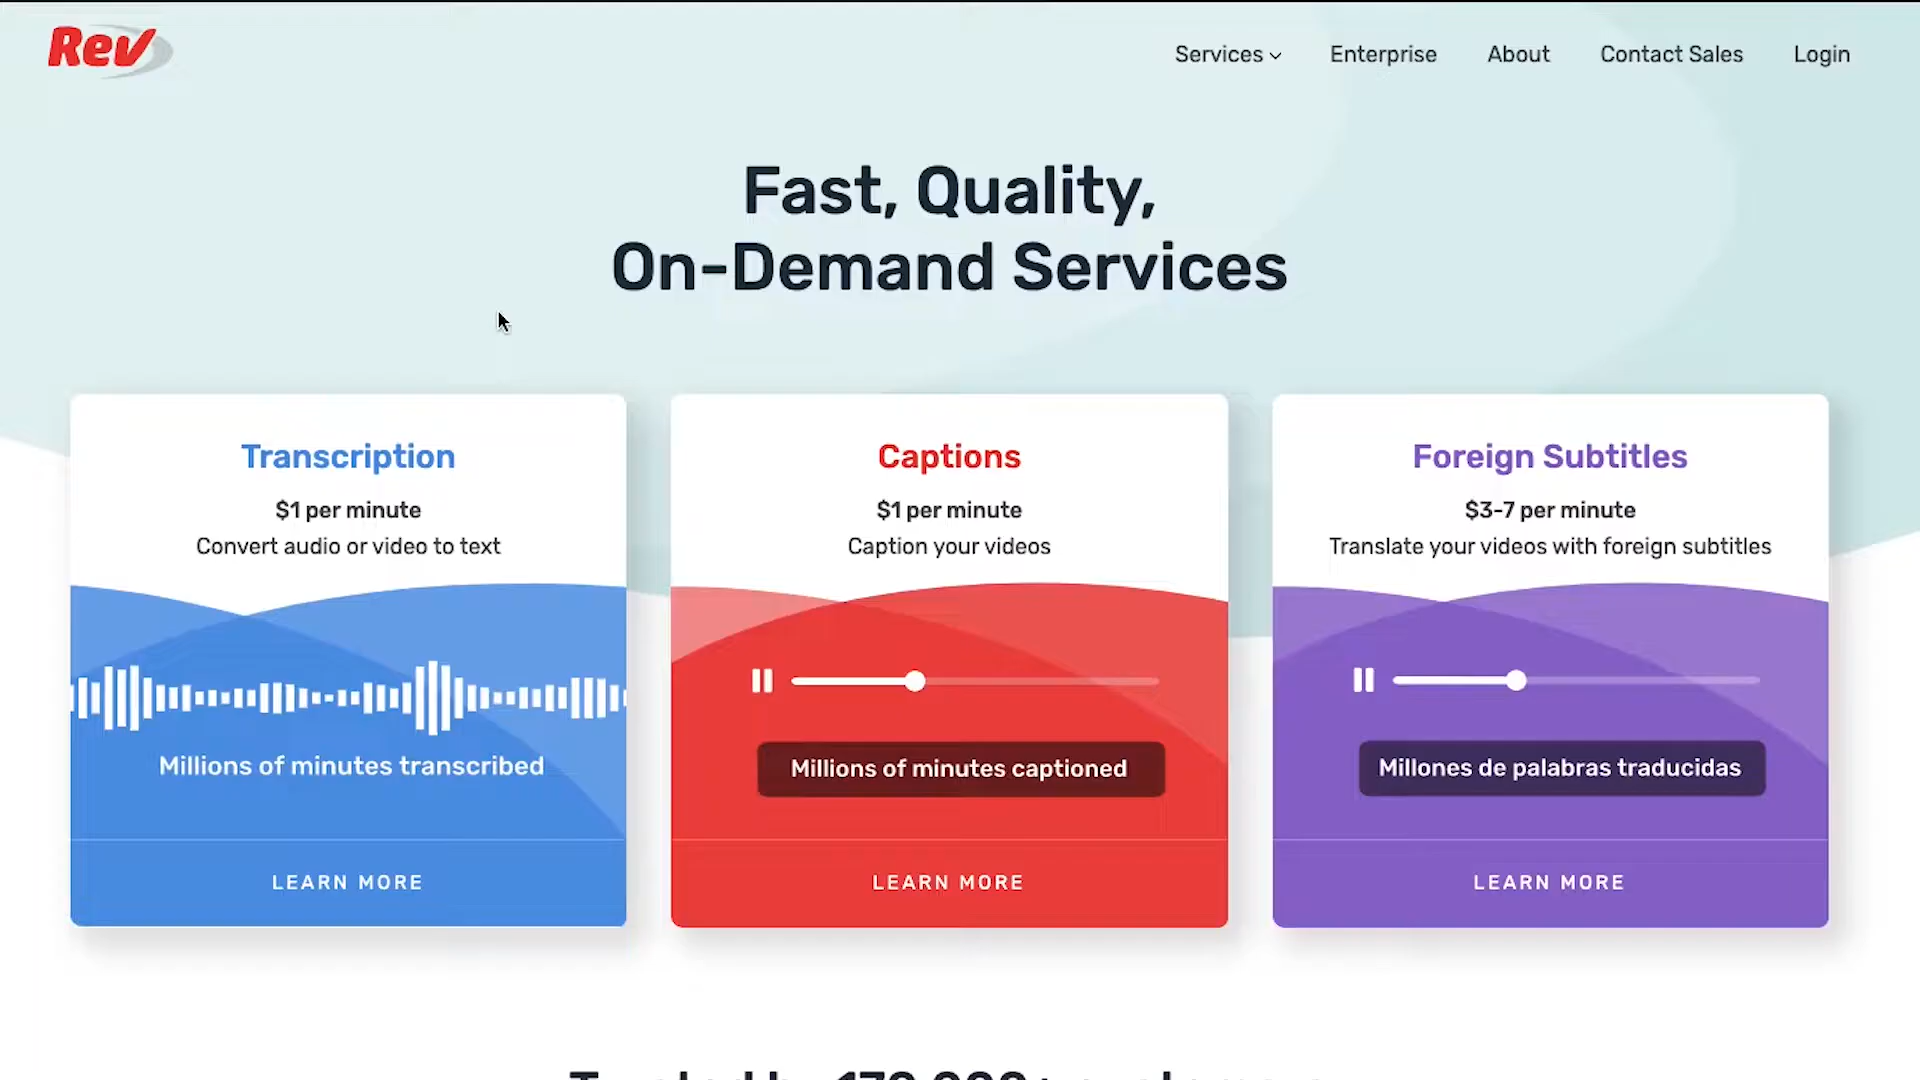 Rev
Services
Enterprise
About
Contact Sales
Login
Fast, Quality,
On-Demand Services
Transcription
$1 per minute
Convert audio or video to text
Millions of minutes transcribed
LEARN MORE
Captions
$1 per minute
Caption your videos
Millions of minutes captioned
LEARN MORE
Foreign Subtitles
$3-7 per minute
Translate your videos with foreign subtitles
Millones de palabras traducidas
LEARN MORE